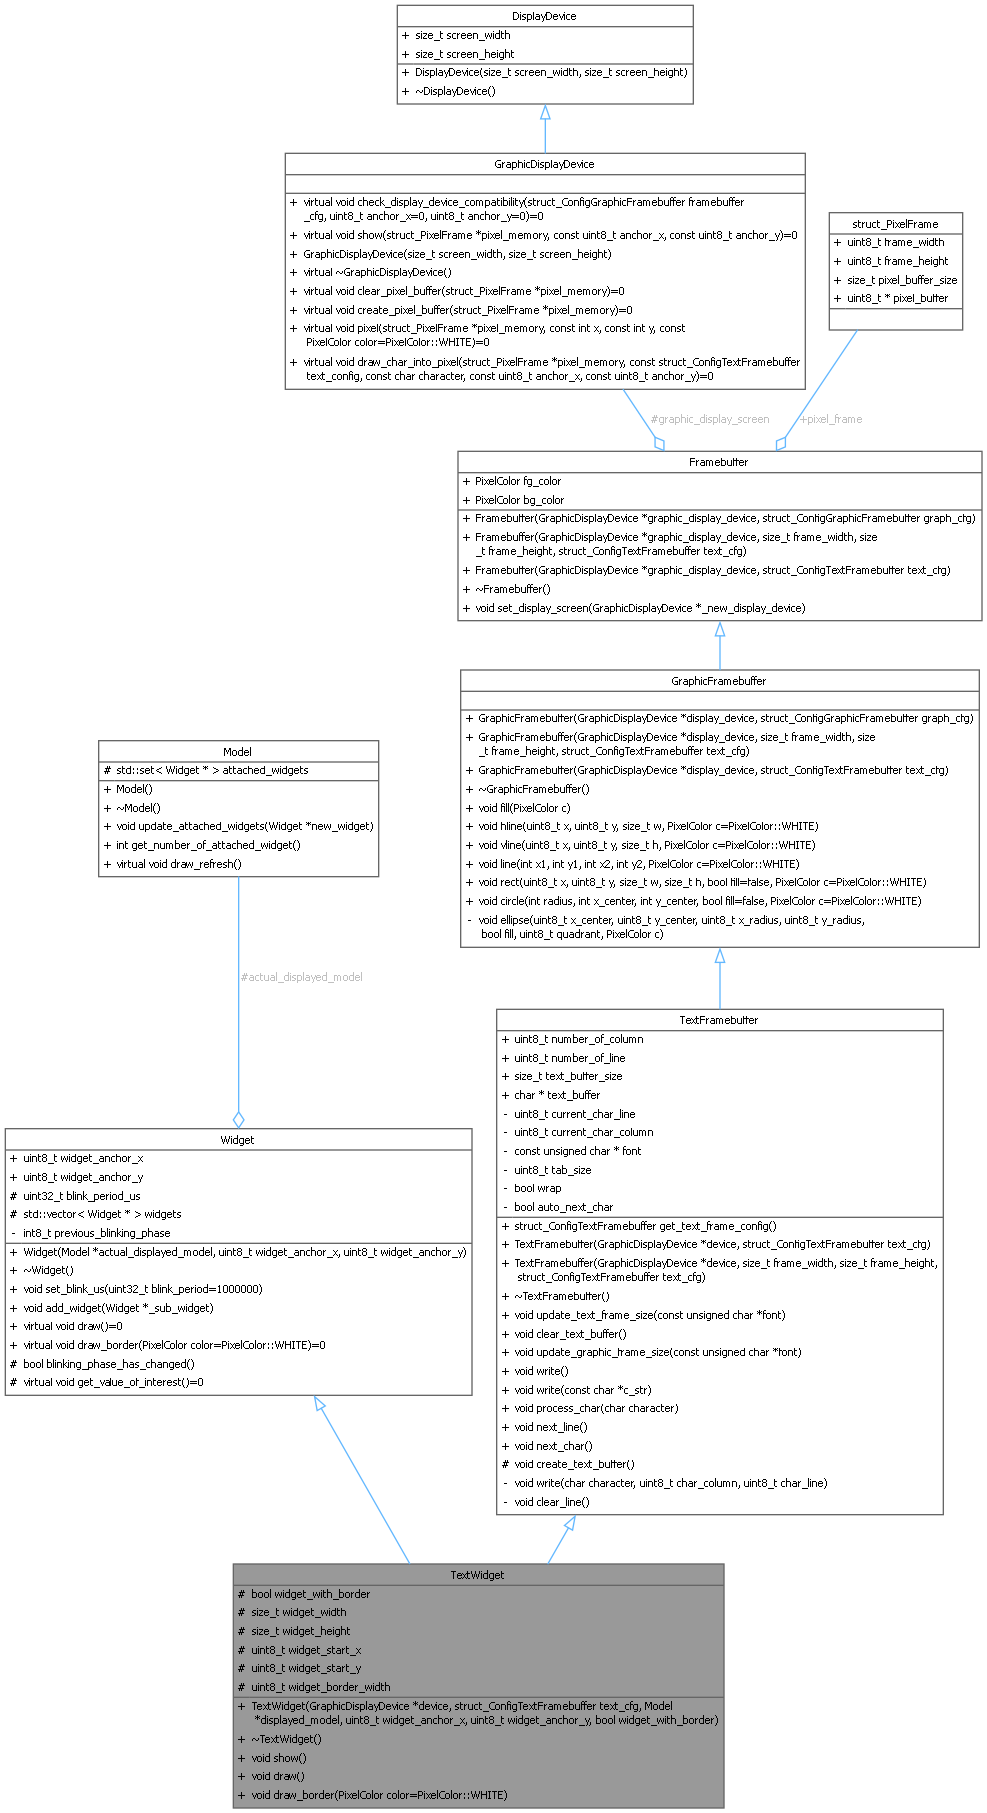 DisplayDevice
+ size_t screen_width
+ size_t screen_height
+ DisplayDevice(size_t screen_width, size_t screen_height)
+ ~DisplayDevice()
GraphicDisplayDevice
+ virtual void check_display_device_compatibility(struct_ConfigGraphicFramebuffer framebuffer
_cfg, uint8_t anchor_x=0, uint8_t anchor_y=0)=0
+ virtual void show(struct_PixelFrame *pixel_memory, const uint8_t anchor_x, const uint8_t anchor_y)=0
+ GraphicDisplayDevice(size_t screen_width, size_t screen_height)
+ virtual ~GraphicDisplayDevice()
+ virtual void clear_pixel_buffer(struct_PixelFrame *pixel_memory)=0
+ virtual void create_pixel_buffer(struct_PixelFrame *pixel_memory)=0
+ virtual void pixel(struct_PixelFrame *pixel_memory, const int x, const int y, const
PixelColor color=PixelColor::WHITE)=0
+ virtual void draw_char_into_pixel(struct_PixelFrame *pixel_memory, const struct_ConfigTextFramebuffer
text_config, const char character, const uint8_t anchor_x, const uint8_t anchor_y)=0
struct_PixelFrame
+ uint8_t frame_width
+ uint8_t frame_height
+ size_t pixel_buffer_size
+ uint8_t * pixel_buffer
#graphic_display_screen
+pixel_frame
Framebuffer
+ PixelColor fg_color
+ PixelColor bg_color
+ Framebuffer(GraphicDisplayDevice *graphic_display_device, struct_ConfigGraphicFramebuffer graph_cfg)
+ Framebuffer(GraphicDisplayDevice *graphic_display_device, size_t frame_width, size
_t frame_height, struct_ConfigTextFramebuffer text_cfg)
+ Framebuffer(GraphicDisplayDevice *graphic_display_device, struct_ConfigTextFramebuffer text_cfg)
+ ~Framebuffer()
+ void set_display_screen(GraphicDisplayDevice *_new_display_device)
GraphicFramebuffer
+ GraphicFramebuffer(GraphicDisplayDevice *display_device, struct_ConfigGraphicFramebuffer graph_cfg)
+ GraphicFramebuffer(GraphicDisplayDevice *display_device, size_t frame_width, size
_t frame_height, struct_ConfigTextFramebuffer text_cfg)
+ GraphicFramebuffer(GraphicDisplayDevice *display_device, struct_ConfigTextFramebuffer text_cfg)
+ ~GraphicFramebuffer()
+ void fill(PixelColor c)
+ void hline(uint8_t x, uint8_t y, size_t w, PixelColor c=PixelColor::WHITE)
+ void vline(uint8_t x, uint8_t y, size_t h, PixelColor c=PixelColor::WHITE)
+ void line(int x1, int y1, int x2, int y2, PixelColor c=PixelColor::WHITE)
+ void rect(uint8_t x, uint8_t y, size_t w, size_t h, bool fill=false, PixelColor c=PixelColor::WHITE)
+ void circle(int radius, int x_center, int y_center, bool fill=false, PixelColor c=PixelColor::WHITE)
- void ellipse(uint8_t x_center, uint8_t y_center, uint8_t x_radius, uint8_t y_radius,
bool fill, uint8_t quadrant, PixelColor c)
Model
# std::set< Widget * > attached_widgets
+ Model()
+ ~Model()
+ void update_attached_widgets(Widget *new_widget)
+ int get_number_of_attached_widget()
+ virtual void draw_refresh()
#actual_displayed_model
TextFramebuffer
+ uint8_t number_of_column
+ uint8_t number_of_line
+ size_t text_buffer_size
+ char * text_buffer
- uint8_t current_char_line
- uint8_t current_char_column
- const unsigned char * font
- uint8_t tab_size
- bool wrap
- bool auto_next_char
+ struct_ConfigTextFramebuffer get_text_frame_config()
+ TextFramebuffer(GraphicDisplayDevice *device, struct_ConfigTextFramebuffer text_cfg)
+ TextFramebuffer(GraphicDisplayDevice *device, size_t frame_width, size_t frame_height,
struct_ConfigTextFramebuffer text_cfg)
+ ~TextFramebuffer()
+ void update_text_frame_size(const unsigned char *font)
+ void clear_text_buffer()
+ void update_graphic_frame_size(const unsigned char *font)
+ void write()
+ void write(const char *c_str)
+ void process_char(char character)
+ void next_line()
+ void next_char()
# void create_text_buffer()
- void write(char character, uint8_t char_column, uint8_t char_line)
- void clear_line()
Widget
+ uint8_t widget_anchor_x
+ uint8_t widget_anchor_y
# uint32_t blink_period_us
# std::vector< Widget * > widgets
- int8_t previous_blinking_phase
+ Widget(Model *actual_displayed_model, uint8_t widget_anchor_x, uint8_t widget_anchor_y)
+ ~Widget()
+ void set_blink_us(uint32_t blink_period=1000000)
+ void add_widget(Widget *_sub_widget)
+ virtual void draw()=0
+ virtual void draw_border(PixelColor color=PixelColor::WHITE)=0
# bool blinking_phase_has_changed()
# virtual void get_value_of_interest()=0
TextWidget
# bool widget_with_border
# size_t widget_width
# size_t widget_height
# uint8_t widget_start_x
# uint8_t widget_start_y
# uint8_t widget_border_width
+ TextWidget(GraphicDisplayDevice *device, struct_ConfigTextFramebuffer text_cfg, Model
*displayed_model, uint8_t widget_anchor_x, uint8_t widget_anchor_y, bool widget_with_border)
+ ~TextWidget()
+ void show()
+ void draw()
+ void draw_border(PixelColor color=PixelColor::WHITE)